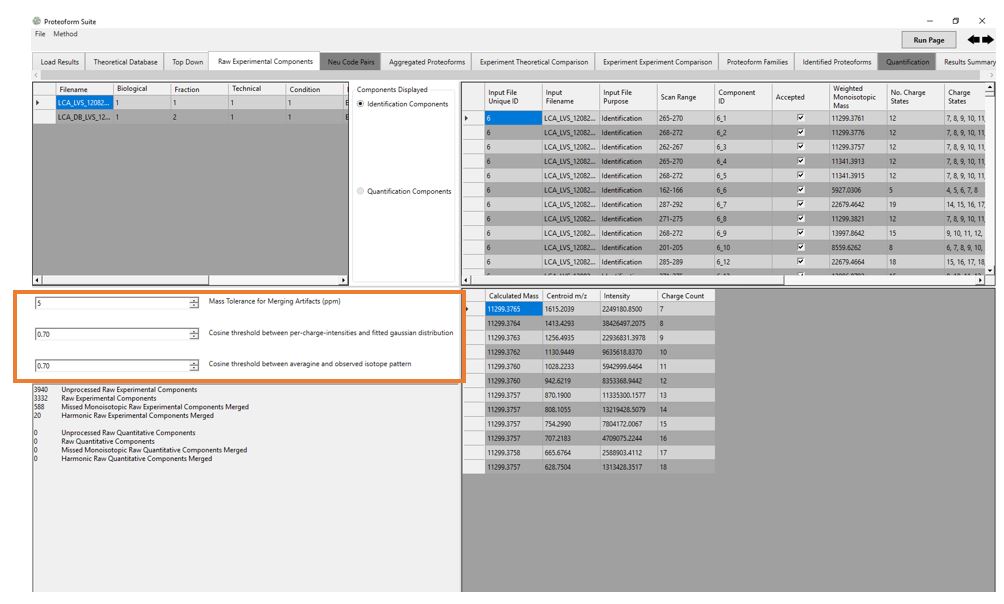 Proteoform Suite
File Method
Run Page
Load Results Theoretical Database Top Down Raw Experimental Components Neu Code Pairs Aggregated Proteoforms Experiment Theoretical Comparison Experiment Experiment Comparison Proteoform Families Identified Proteoforms Quantification Results Summary
Filename Biological Fraction Technical Condition
LCA_LVS_12082... 1 1 1 1
LCA_DB_LVS_12... 1 2 1 1
Components Displayed
Identification Components
Quantification Components
Input File Unique ID Input Filename Input File Purpose Scan Range Component ID Accepted Weighted Monoisotopic Mass No. Charge States Charge States
6 LCA_LVS_12082... Identification 265-270 6_1 11299.3761 12 7, 8, 9, 10, 11,
6 LCA_LVS_12082... Identification 268-272 6_2 11299.3776 12 7, 8, 9, 10, 11,
6 LCA_LVS_12082... Identification 262-267 6_3 11299.3757 12 7, 8, 9, 10, 11,
6 LCA_LVS_12082... Identification 265-270 6_4 11341.3913 12 7, 8, 9, 10, 11,
6 LCA_LVS_12082... Identification 268-272 6_5 11341.3915 12 7, 8, 9, 10, 11,
6 LCA_LVS_12082... Identification 162-166 6_6 5927.0306 5 4, 5, 6, 7, 8
6 LCA_LVS_12082... Identification 287-292 6_7 22679.4642 19 14, 15, 16, 17,
6 LCA_LVS_12082... Identification 271-275 6_8 11299.3821 12 7, 8, 9, 10, 11,
6 LCA_LVS_12082... Identification 268-272 6_9 13997.8642 15 9, 10, 11, 12,
6 LCA_LVS_12082... Identification 201-205 6_10 8559.6262 8 6, 7, 8, 9, 10,
6 LCA_LVS_12082... Identification 285-289 6_12 22679.4664 18 15, 16, 17, 18,
5 Mass Tolerance for Merging Artifacts (ppm)
0.70 Cosine threshold between per-charge-intensities and fitted gaussian distribution
0.70 Cosine threshold between averagine and observed isotope pattern
3940 Unprocessed Raw Experimental Components
3332 Raw Experimental Components
588 Missed Monoisotopic Raw Experimental Components Merged
20 Harmonic Raw Experimental Components Merged
0 Unprocessed Raw Quantitative Components
0 Raw Quantitative Components
0 Missed Monoisotopic Raw Quantitative Components Merged
0 Harmonic Raw Quantitative Components Merged
Calculated Mass Centroid m/z Intensity Charge Count
11299.3765 1615.2039 2249180.8500 7
11299.3764 1413.4293 38426497.2075 8
11299.3763 1256.4935 22936831.3978 9
11299.3762 1130.9449 9635618.8370 10
11299.3760 1028.2233 5942999.6464 11
11299.3760 942.6219 8353368.9442 12
11299.3757 870.1900 11335300.1577 13
11299.3757 808.1055 13219428.5079 14
11299.3757 754.2990 7804172.0067 15
11299.3757 707.2183 4709075.2244 16
11299.3758 665.6764 2588903.4112 17
11299.3757 628.7504 1313428.3517 18